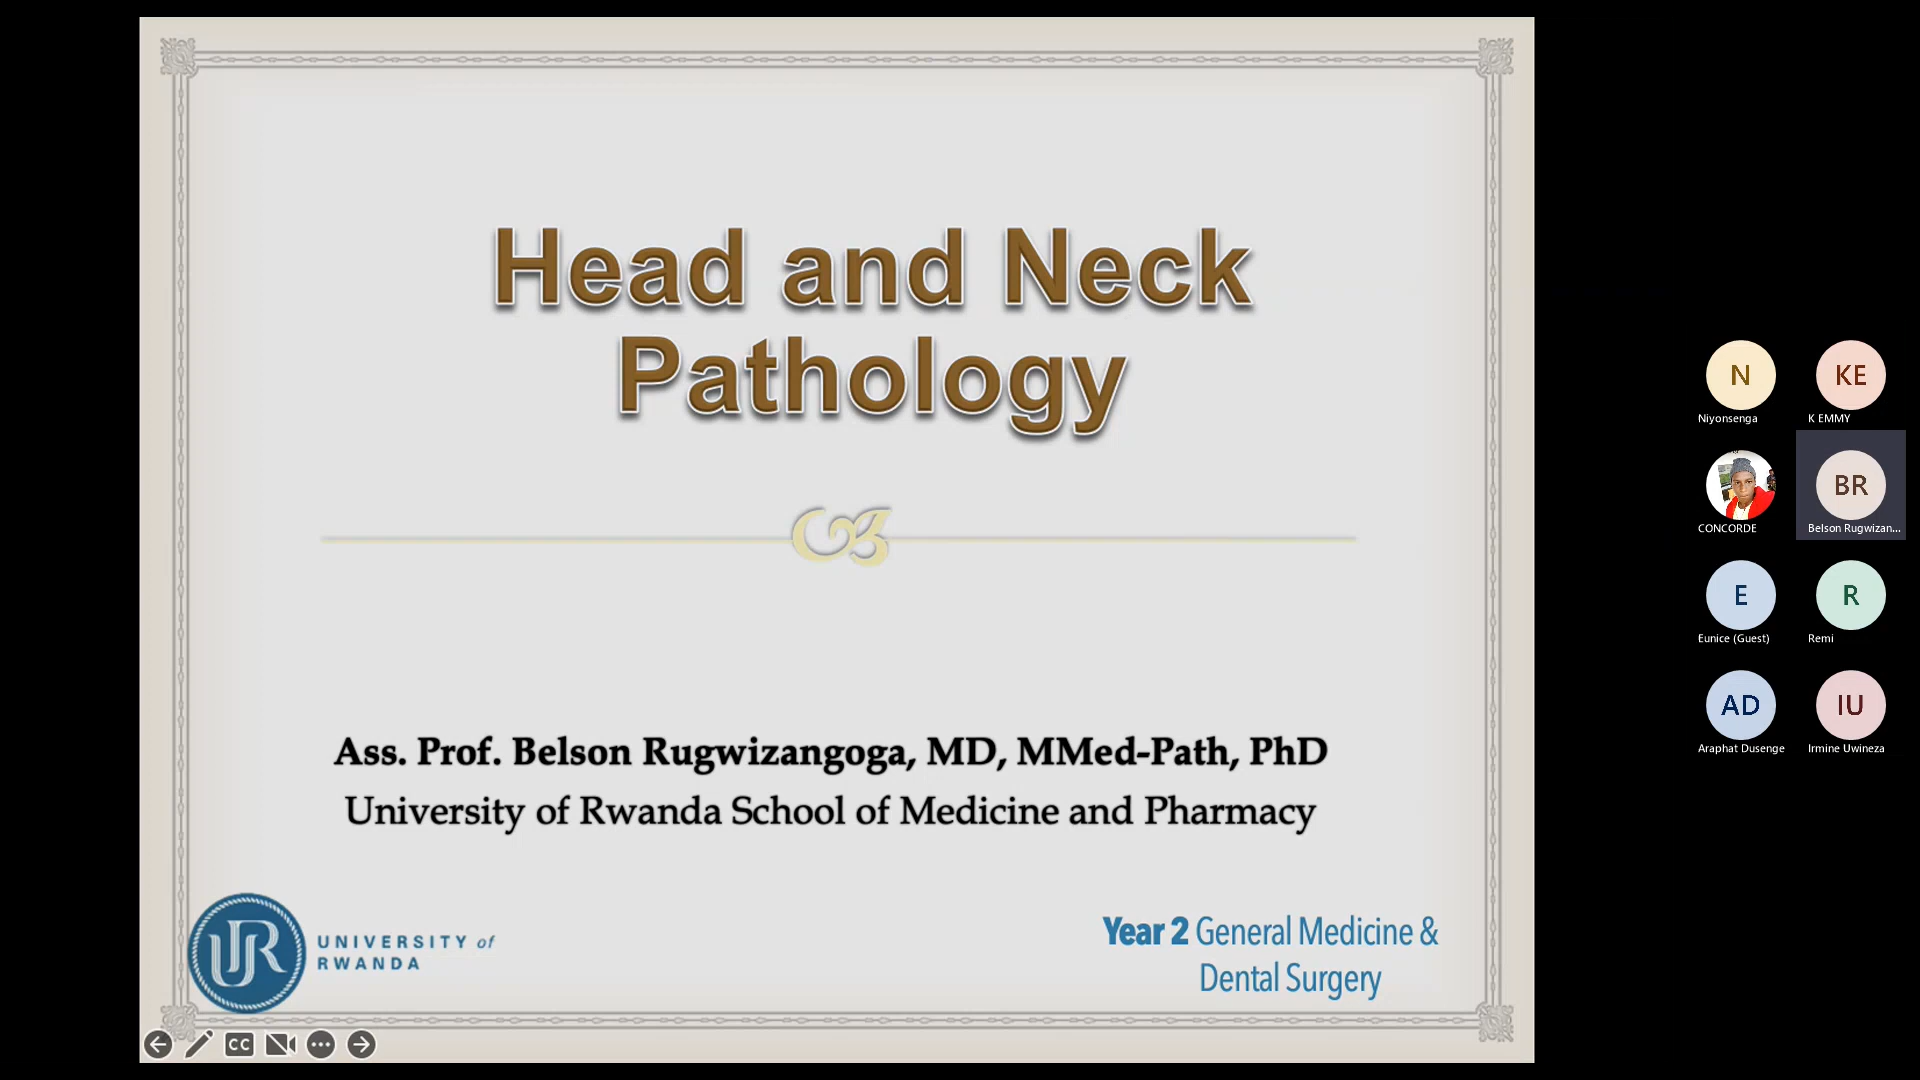 Head and Neck
Pathology
Ass. Prof. Belson Rugwizangoga, MD, MMed-Path, PhD
University of Rwanda School of Medicine and Pharmacy
UR
UNIVERSITY of
RWANDA
Year 2 General Medicine &
Dental Surgery
CC
N
Niyonsenga
KE
K EMMY
CONCORDE
BR
Belson Rugwizan...
E
Eunice (Guest)
R
Remi
AD
Araphat Dusenge
IU
Irmine Uwineza